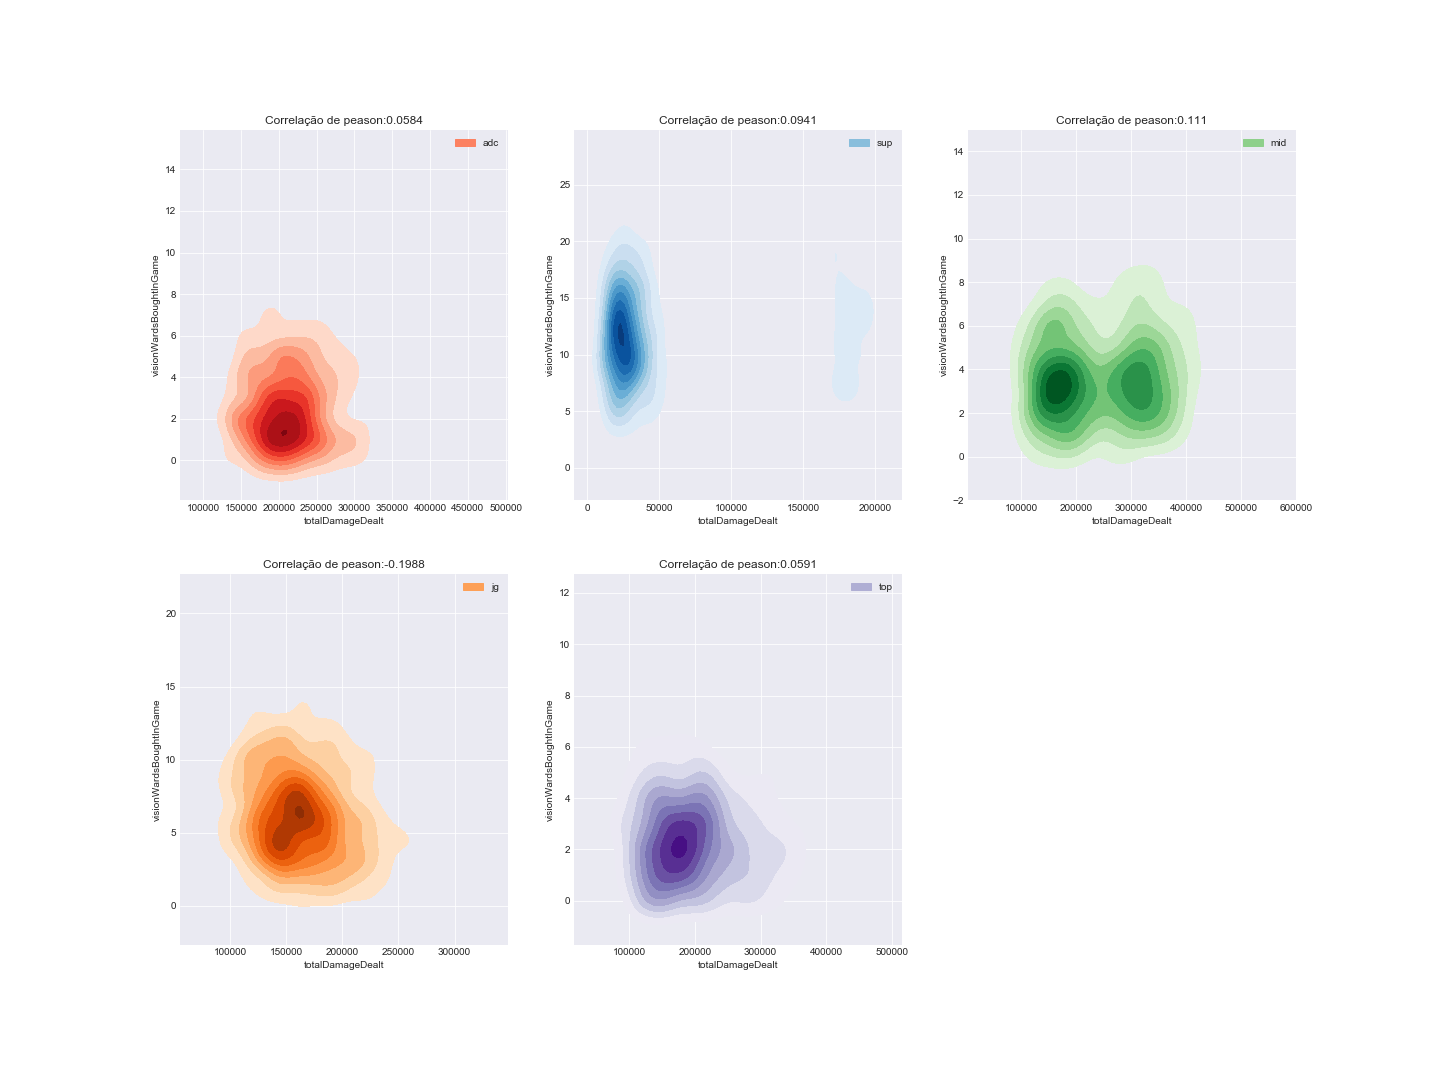 Correlação de peason:0.0584
adc
14
12
10
8
6
4
2
0
visionWardsBoughtInGame
100000 150000 200000 250000 300000 350000 400000 450000 500000
totalDamageDealt
Correlação de peason:0.0941
sup
25
20
15
10
5
0
visionWardsBoughtInGame
0 50000 100000 150000 200000
totalDamageDealt
Correlação de peason:0.111
mid
14
12
10
8
6
4
2
0
−2
visionWardsBoughtInGame
100000 200000 300000 400000 500000 600000
totalDamageDealt
Correlação de peason:-0.1988
jg
20
15
10
5
0
visionWardsBoughtInGame
100000 150000 200000 250000 300000
totalDamageDealt
Correlação de peason:0.0591
top
12
10
8
6
4
2
0
visionWardsBoughtInGame
100000 200000 300000 400000 500000
totalDamageDealt